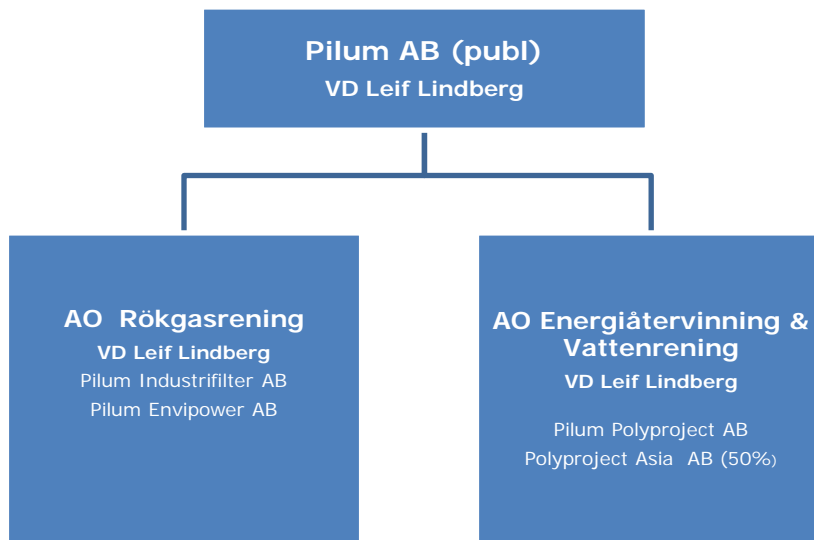 Pilum AB (publ)
VD Leif Lindberg
AO Rökgasrening
VD Leif Lindberg
Pilum Industrifilter AB
Pilum Envipower AB
AO Energiåtervinning &
Vattenrening
VD Leif Lindberg
Pilum Polyproject AB
Polyproject Asia AB (50%)